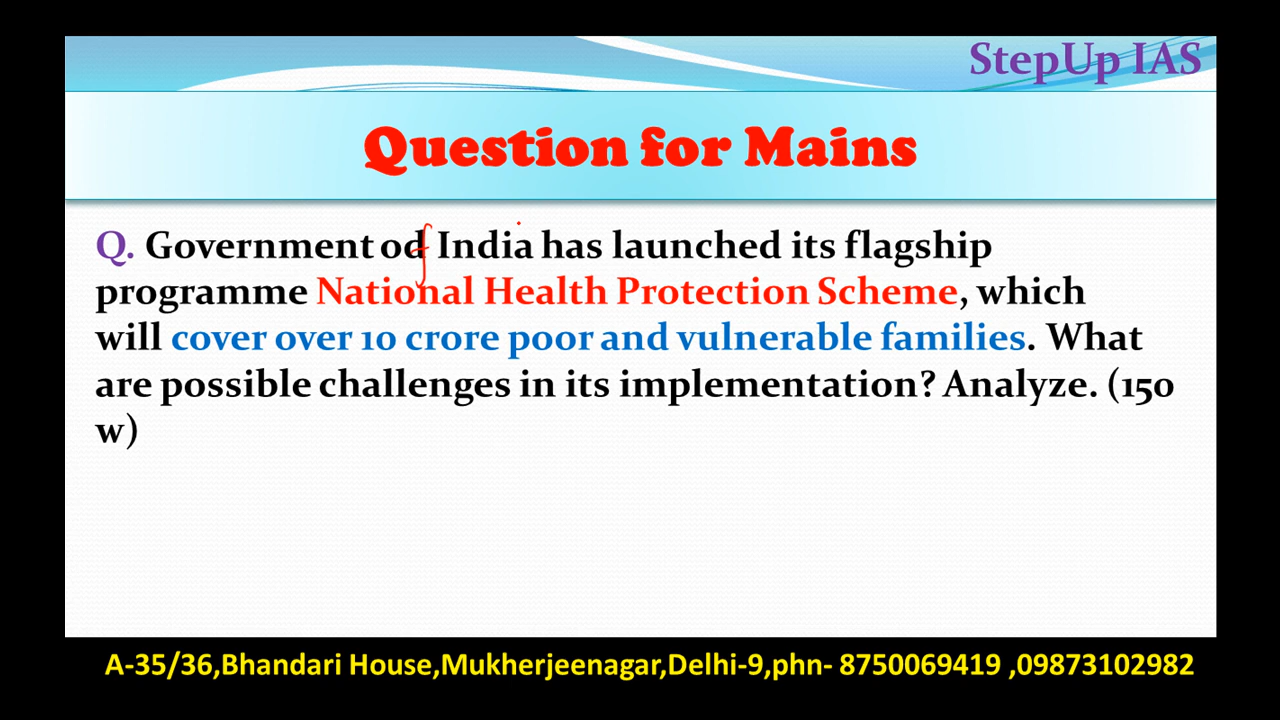 StepUp IAS
Question for Mains
Q. Government od India has launched its flagship
programme National Health Protection Scheme, which
will cover over 10 crore poor and vulnerable families. What
are possible challenges in its implementation? Analyze. (150
w)
A-35/36,Bhandari House,Mukherjeenagar,Delhi-9,phn- 8750069419 ,09873102982